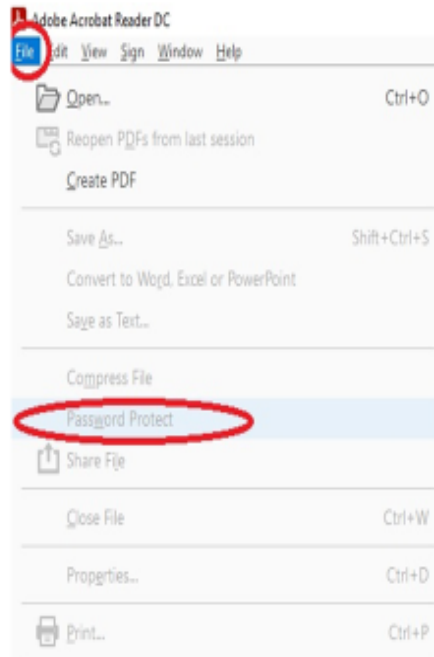 Adobe Acrobat Reader DC
File Edit View Sign Window Help
Open... Ctrl+O
Reopen PDFs from last session
Create PDF
Save As... Shift+Ctrl+S
Convert to Word, Excel or PowerPoint
Save as Text...
Compress File
Password Protect
Share File
Close File Ctrl+W
Properties... Ctrl+D
Print... Ctrl+P